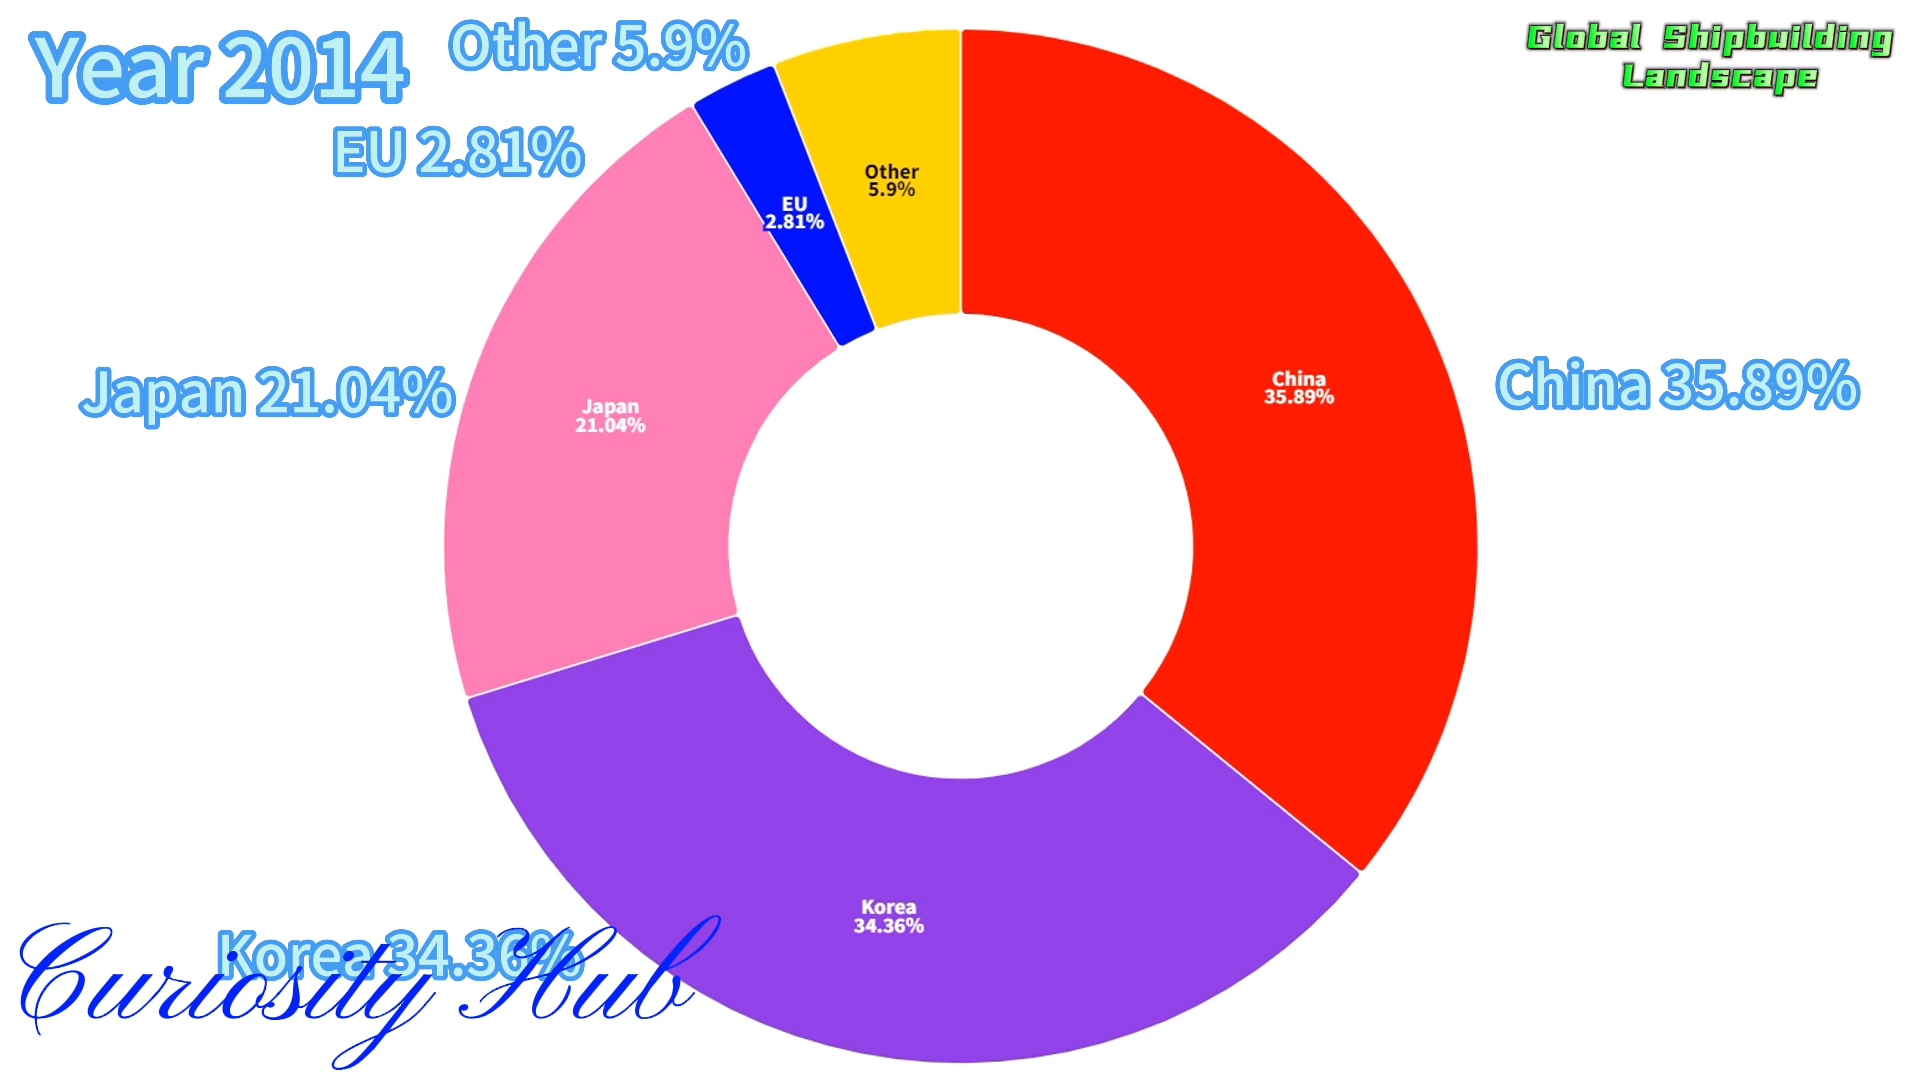 Year 2014
Other 5.9%
Global Shipbuilding
Landscape
EU 2.81%
Other
5.9%
EU
2.81%
Japan 21.04%
Japan
21.04%
China
35.89%
China 35.89%
Korea
34.36%
Korea 34.36%
Curiosity Hub